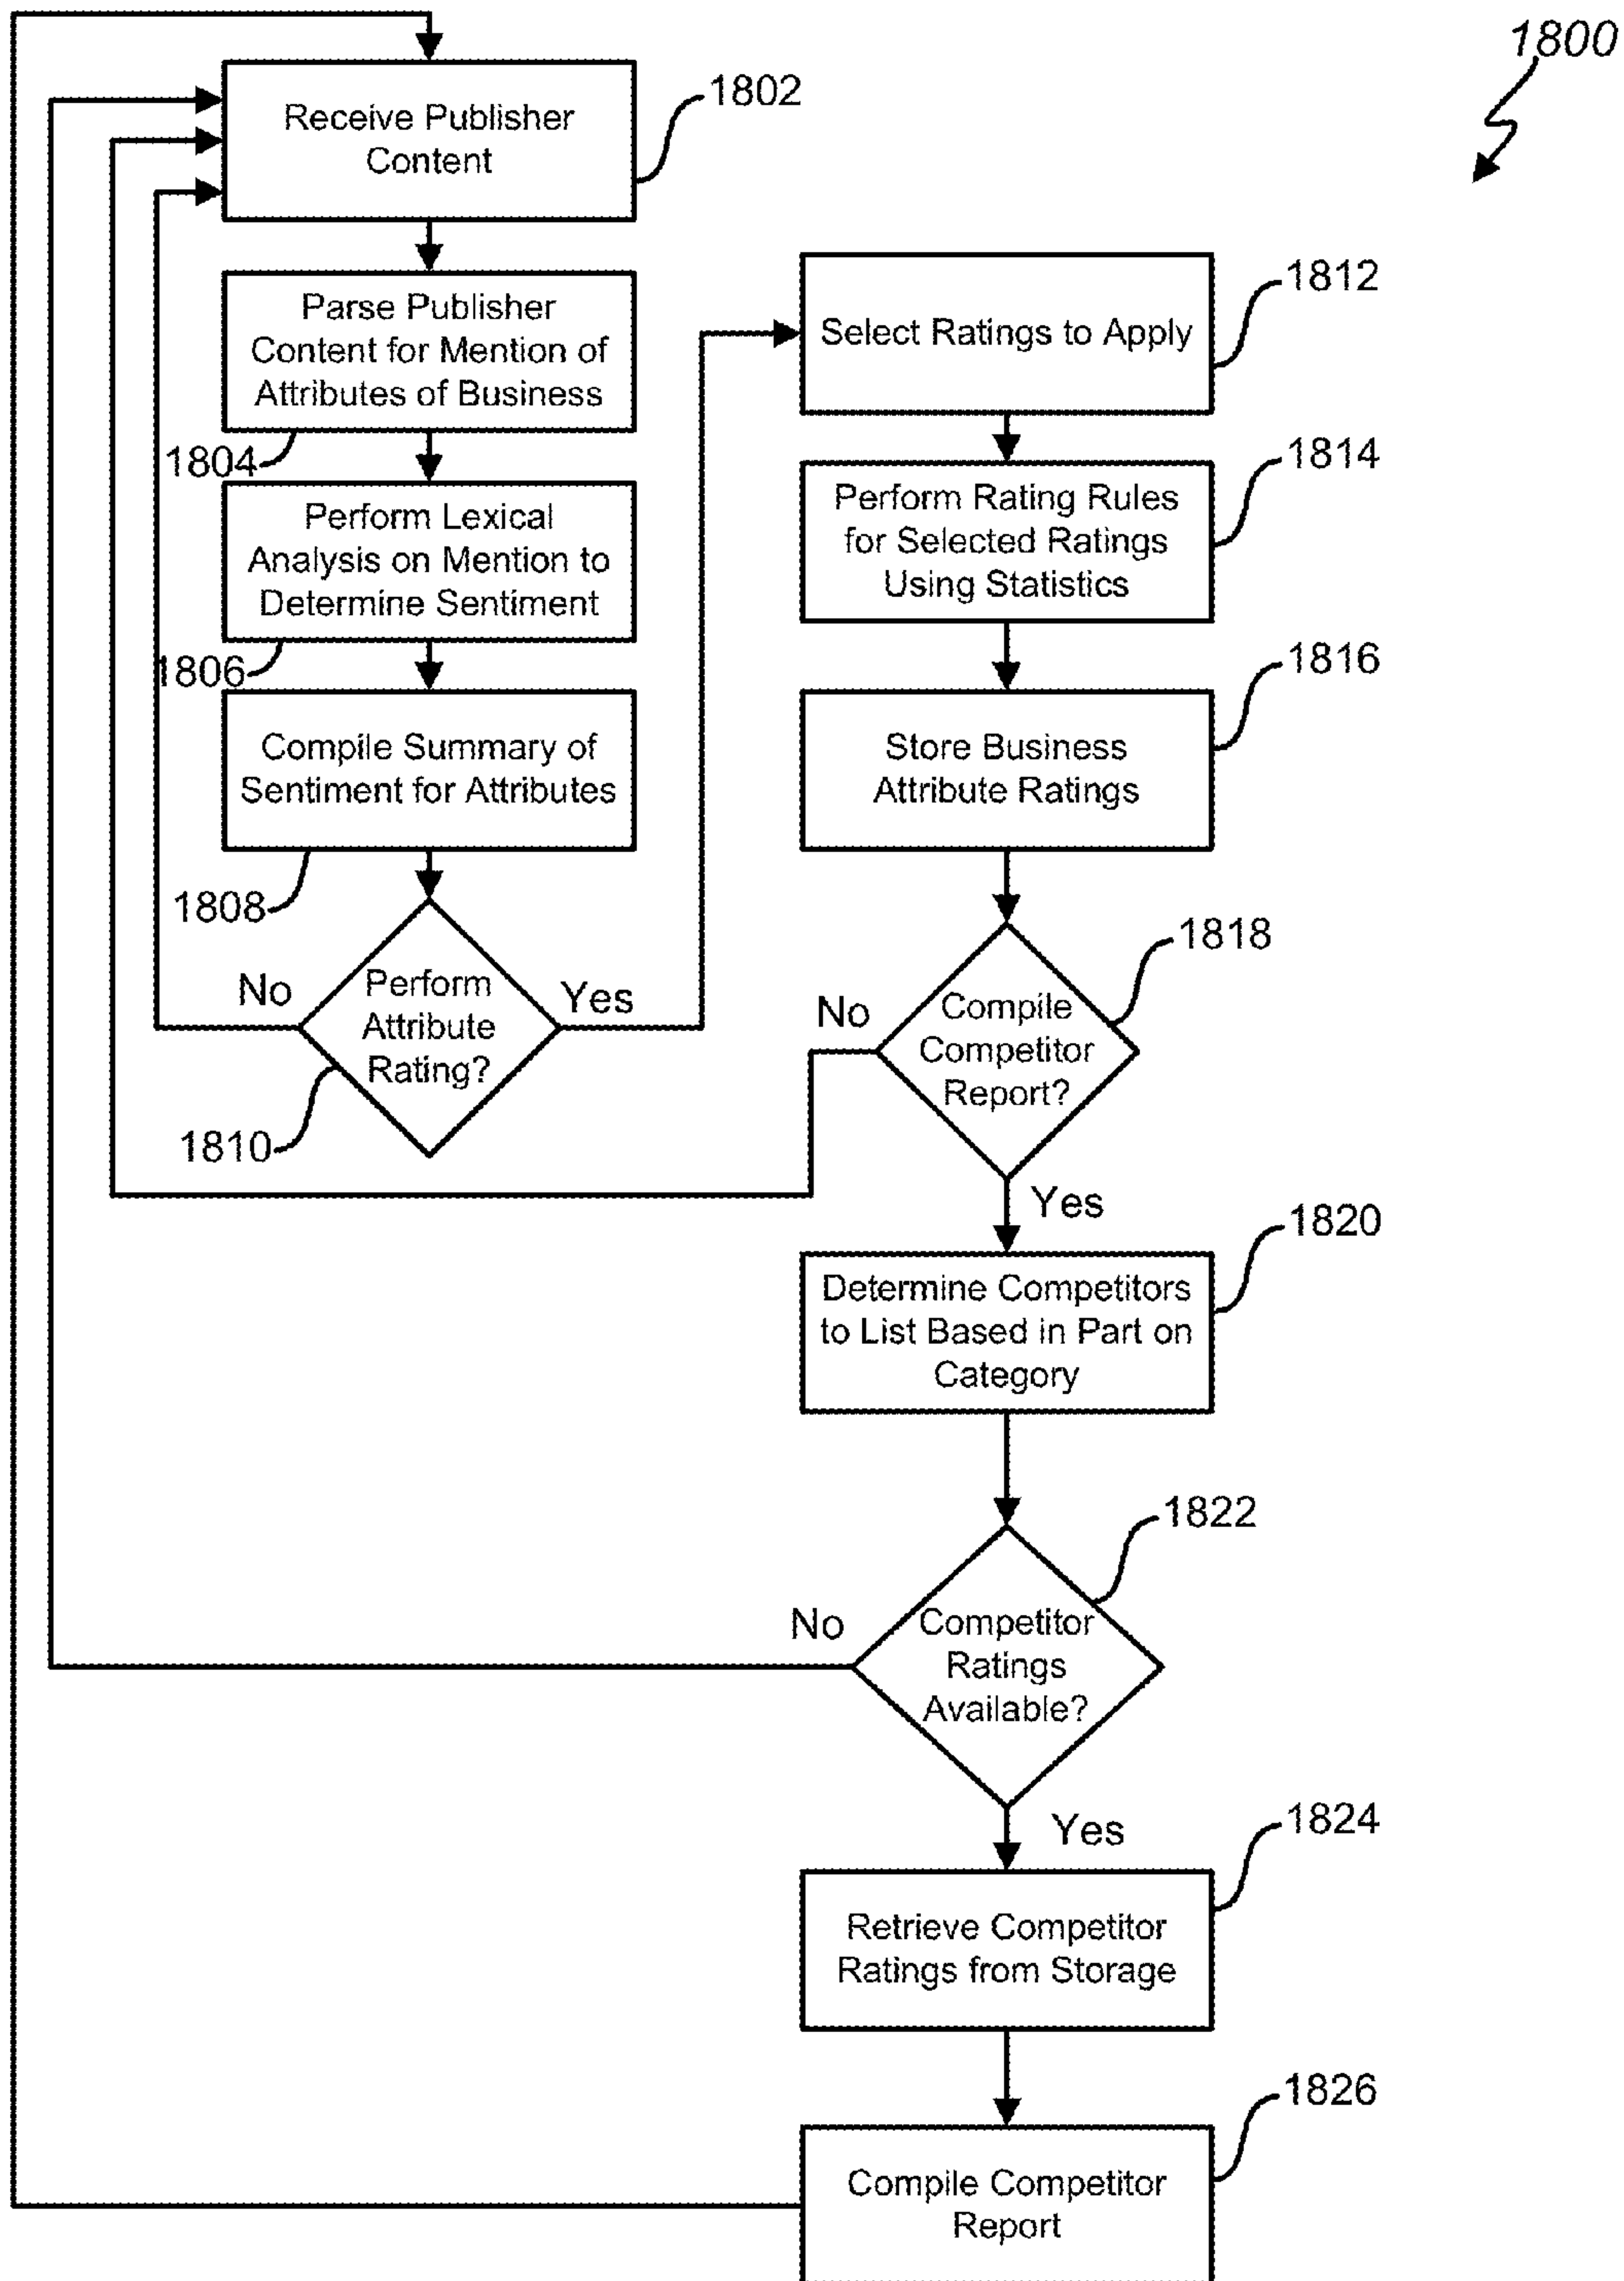 1800
Receive Publisher
Content
1802
Parse Publisher
Content for Mention of
Attributes of Business
1804
Perform Lexical
Analysis on Mention to
Determine Sentiment
1806
Compile Summary of
Sentiment for Attributes
1808
Perform
Attribute
Rating?
No
Yes
1810
Select Ratings to Apply
1812
Perform Rating Rules
for Selected Ratings
Using Statistics
1814
Store Business
Attribute Ratings
1816
Compile
Competitor
Report?
1818
No
Yes
Determine Competitors
to List Based in Part on
Category
1820
Competitor
Ratings
Available?
1822
No
Yes
Retrieve Competitor
Ratings from Storage
1824
Compile Competitor
Report
1826